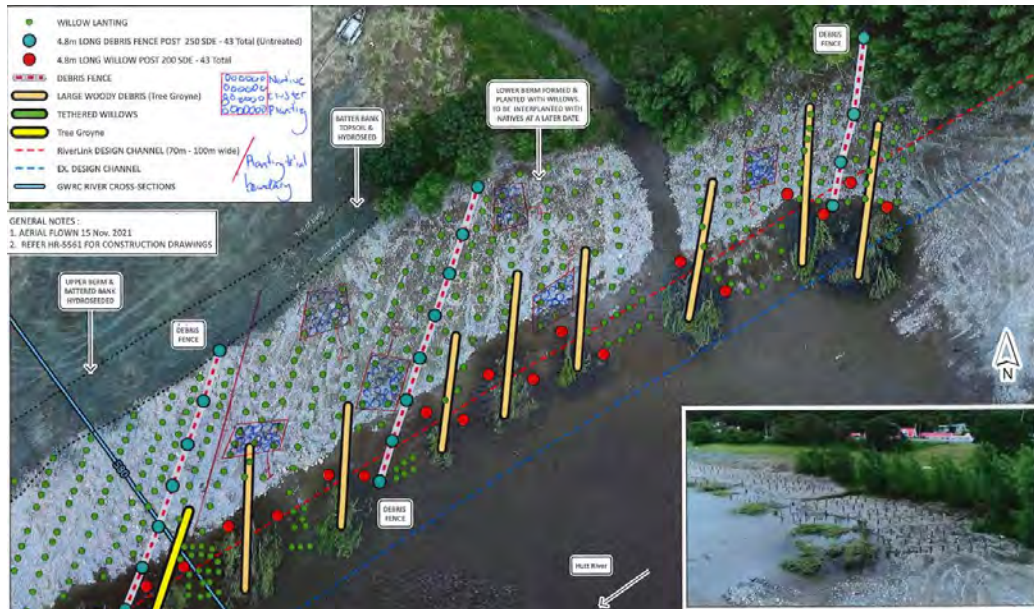 WILLOW LANTING
4.8m LONG DEBRIS FENCE POST 250 SDE - 43 Total (Untreated)
4.8m LONG WILLOW POST 200 SDE - 43 Total
DEBRIS FENCE
LARGE WOODY DEBRIS (Tree Groyne)
TETHERED WILLOWS
Tree Groyne
RiverLink DESIGN CHANNEL (70m - 100m wide)
EX. DESIGN CHANNEL
GWRC RIVER CROSS-SECTIONS
Native
cluster
Planting
Planting trial
boundary
GENERAL NOTES :
1. AERIAL FLOWN 15 Nov. 2021
2. REFER HR-5561 FOR CONSTRUCTION DRAWINGS
BATTER BANK
TOPSOIL &
HYDROSEED
LOWER BERM FORMED &
PLANTED WITH WILLOWS.
TO BE INTERPLANTED WITH
NATIVES AT A LATER DATE
DEBRIS
FENCE
UPPER BERM &
BATTERED BANK
HYDROSEEDED
DEBRIS
FENCE
DEBRIS
FENCE
N
Hutt River